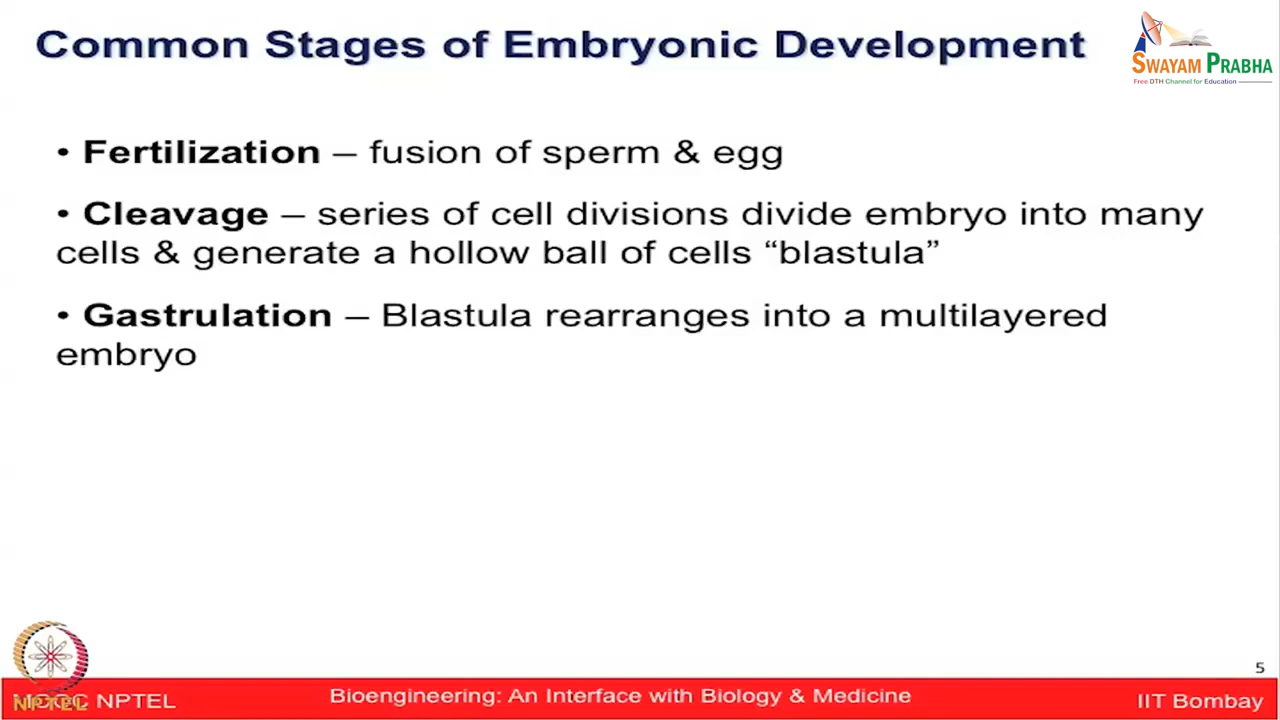 Common Stages of Embryonic Development
SWAYAM PRABHA
Free DTH Channel for Education
• Fertilization – fusion of sperm & egg
• Cleavage – series of cell divisions divide embryo into many
cells & generate a hollow ball of cells “blastula”
• Gastrulation – Blastula rearranges into a multilayered
embryo
5
MOOC NPTEL
NPTEL
Bioengineering: An Interface with Biology & Medicine
IIT Bombay